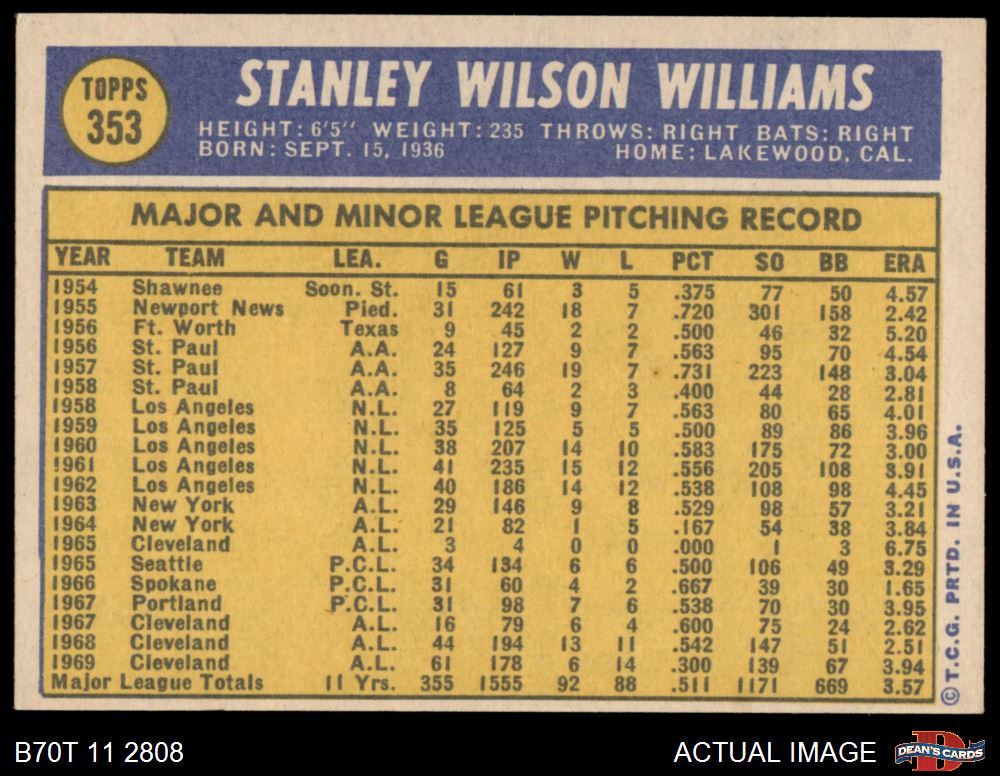 TOPPS
353
STANLEY WILSON WILLIAMS
HEIGHT: 6'5" WEIGHT: 235 THROWS: RIGHT BATS: RIGHT
BORN: SEPT. 15, 1936 HOME: LAKEWOOD, CAL.
MAJOR AND MINOR LEAGUE PITCHING RECORD
YEAR TEAM LEA. G IP W L PCT SO BB ERA
1954 Shawnee Soon. St. 15 61 3 5 .375 77 50 4.57
1955 Newport News Pied. 31 242 18 7 .720 301 158 2.42
1956 Ft. Worth Texas 9 45 2 2 .500 46 32 5.20
1956 St. Paul A.A. 24 127 9 7 .563 95 70 4.54
1957 St. Paul A.A. 35 246 19 7 .731 223 148 3.04
1958 St. Paul A.A. 8 64 2 3 .400 44 28 2.81
1958 Los Angeles N.L. 27 119 9 7 .563 80 65 4.01
1959 Los Angeles N.L. 35 125 5 5 .500 89 86 3.96
1960 Los Angeles N.L. 38 207 14 10 .583 175 72 3.00
1961 Los Angeles N.L. 41 235 15 12 .556 205 108 3.91
1962 Los Angeles N.L. 40 186 14 12 .538 108 98 4.45
1963 New York A.L. 29 146 9 8 .529 98 57 3.21
1964 New York A.L. 21 82 1 5 .167 54 38 3.84
1965 Cleveland A.L. 3 4 0 0 .000 1 3 6.75
1965 Seattle P.C.L. 34 134 6 6 .500 106 49 3.29
1966 Spokane P.C.L. 31 60 4 2 .667 39 30 1.65
1967 Portland P.C.L. 31 98 7 6 .538 70 30 3.95
1967 Cleveland A.L. 16 79 6 4 .600 75 24 2.62
1968 Cleveland A.L. 44 194 13 11 .542 147 51 2.51
1969 Cleveland A.L. 61 178 6 14 .300 139 67 3.94
Major League Totals 11 Yrs. 355 1555 92 88 .511 1171 669 3.57
©T.C.G. PRTD. IN U.S.A.
B70T 11 2808 ACTUAL IMAGE
D
DEAN'S CARDS